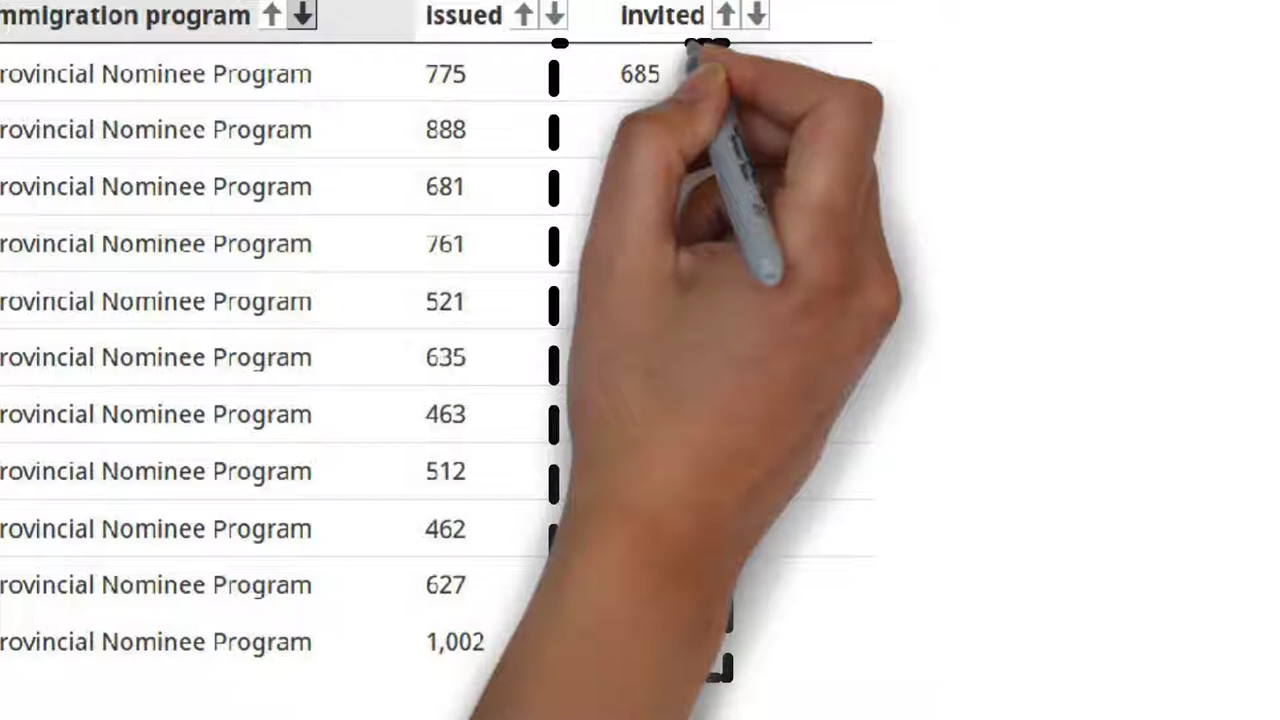 mmigration program Issued Invited
rovincial Nominee Program 775 685
rovincial Nominee Program 888
rovincial Nominee Program 681
rovincial Nominee Program 761
rovincial Nominee Program 521
rovincial Nominee Program 635
rovincial Nominee Program 463
rovincial Nominee Program 512
rovincial Nominee Program 462
rovincial Nominee Program 627
rovincial Nominee Program 1,002